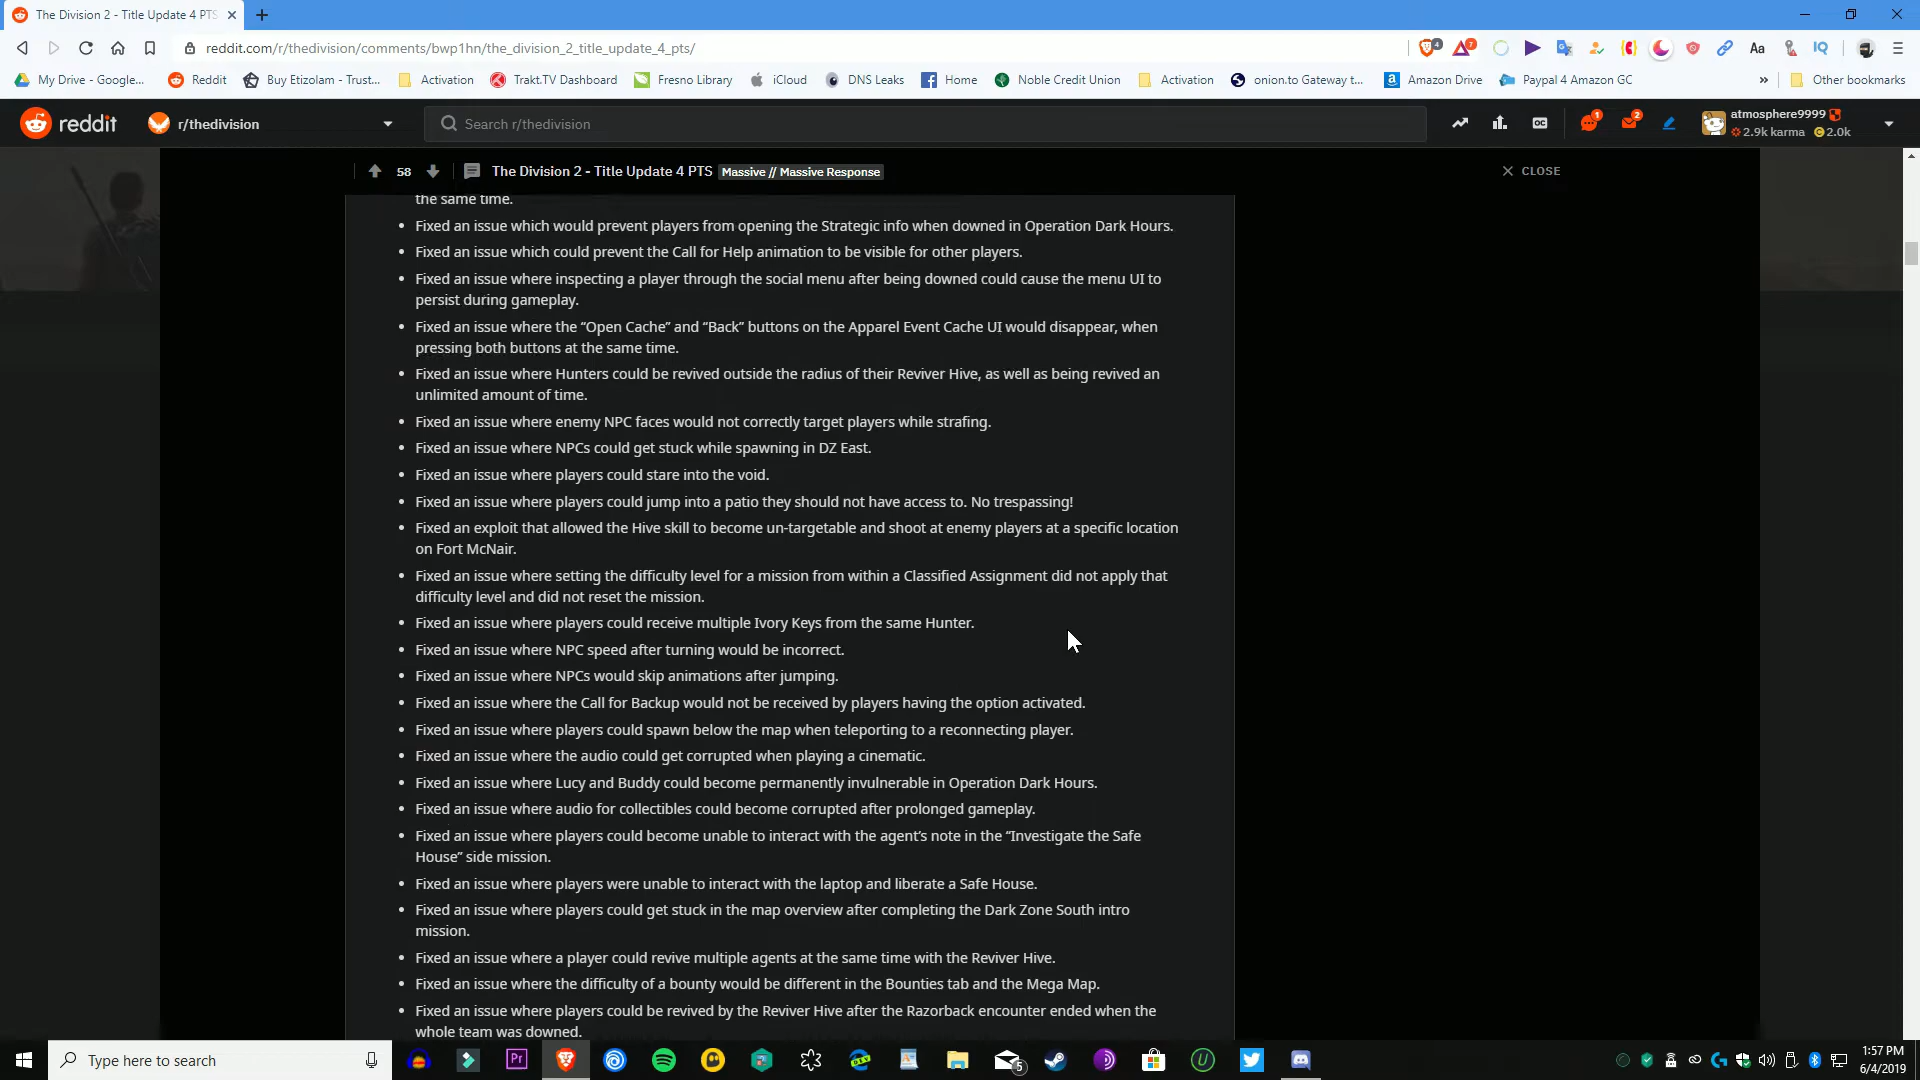 The Division 2 - Title Update 4 PTS
reddit.com/r/thedivision/comments/bwp1hn/the_division_2_title_update_4_pts/
4
7
Aa
IQ
My Drive - Google...
Reddit
Buy Etizolam - Trust...
Activation
Trakt.TV Dashboard
Fresno Library
iCloud
DNS Leaks
Home
Noble Credit Union
Activation
onion.to Gateway t...
Amazon Drive
Paypal 4 Amazon GC
»
Other bookmarks
reddit
r/thedivision
Search r/thedivision
OC
1
2
atmosphere9999
2.9k karma
2.0k
58
The Division 2 - Title Update 4 PTS
Massive // Massive Response
CLOSE
the same time.
• Fixed an issue which would prevent players from opening the Strategic info when downed in Operation Dark Hours.
• Fixed an issue which could prevent the Call for Help animation to be visible for other players.
• Fixed an issue where inspecting a player through the social menu after being downed could cause the menu UI to
persist during gameplay.
• Fixed an issue where the “Open Cache” and “Back” buttons on the Apparel Event Cache UI would disappear, when
pressing both buttons at the same time.
• Fixed an issue where Hunters could be revived outside the radius of their Reviver Hive, as well as being revived an
unlimited amount of time.
• Fixed an issue where enemy NPC faces would not correctly target players while strafing.
• Fixed an issue where NPCs could get stuck while spawning in DZ East.
• Fixed an issue where players could stare into the void.
• Fixed an issue where players could jump into a patio they should not have access to. No trespassing!
• Fixed an exploit that allowed the Hive skill to become un-targetable and shoot at enemy players at a specific location
on Fort McNair.
• Fixed an issue where setting the difficulty level for a mission from within a Classified Assignment did not apply that
difficulty level and did not reset the mission.
• Fixed an issue where players could receive multiple Ivory Keys from the same Hunter.
• Fixed an issue where NPC speed after turning would be incorrect.
• Fixed an issue where NPCs would skip animations after jumping.
• Fixed an issue where the Call for Backup would not be received by players having the option activated.
• Fixed an issue where players could spawn below the map when teleporting to a reconnecting player.
• Fixed an issue where the audio could get corrupted when playing a cinematic.
• Fixed an issue where Lucy and Buddy could become permanently invulnerable in Operation Dark Hours.
• Fixed an issue where audio for collectibles could become corrupted after prolonged gameplay.
• Fixed an issue where players could become unable to interact with the agent’s note in the “Investigate the Safe
House” side mission.
• Fixed an issue where players were unable to interact with the laptop and liberate a Safe House.
• Fixed an issue where players could get stuck in the map overview after completing the Dark Zone South intro
mission.
• Fixed an issue where a player could revive multiple agents at the same time with the Reviver Hive.
• Fixed an issue where the difficulty of a bounty would be different in the Bounties tab and the Mega Map.
• Fixed an issue where players could be revived by the Reviver Hive after the Razorback encounter ended when the
whole team was downed.
Type here to search
Pr
5
1:57 PM
6/4/2019